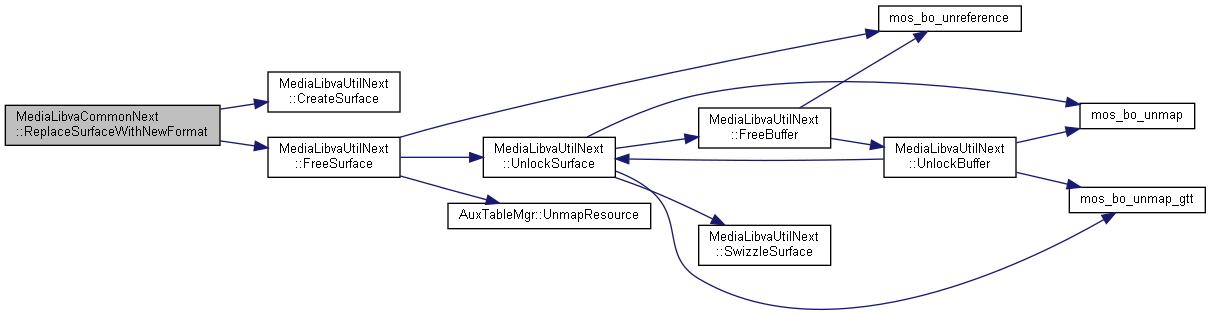 MediaLibvaCommonNext
::ReplaceSurfaceWithNewFormat
MediaLibvaUtilNext
::CreateSurface
MediaLibvaUtilNext
::FreeSurface
mos_bo_unreference
MediaLibvaUtilNext
::UnlockSurface
AuxTableMgr::UnmapResource
MediaLibvaUtilNext
::FreeBuffer
MediaLibvaUtilNext
::SwizzleSurface
MediaLibvaUtilNext
::UnlockBuffer
mos_bo_unmap
mos_bo_unmap_gtt